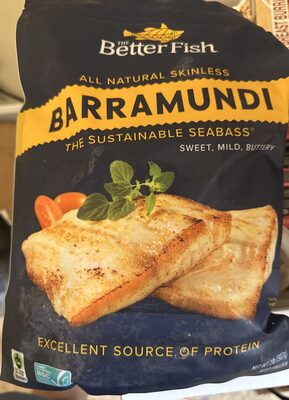 THE
BETTER FISH
ALL NATURAL SKINLESS
BARRAMUNDI
THE SUSTAINABLE SEABASS®
SWEET, MILD, BUTTERY
EXCELLENT SOURCE OF PROTEIN